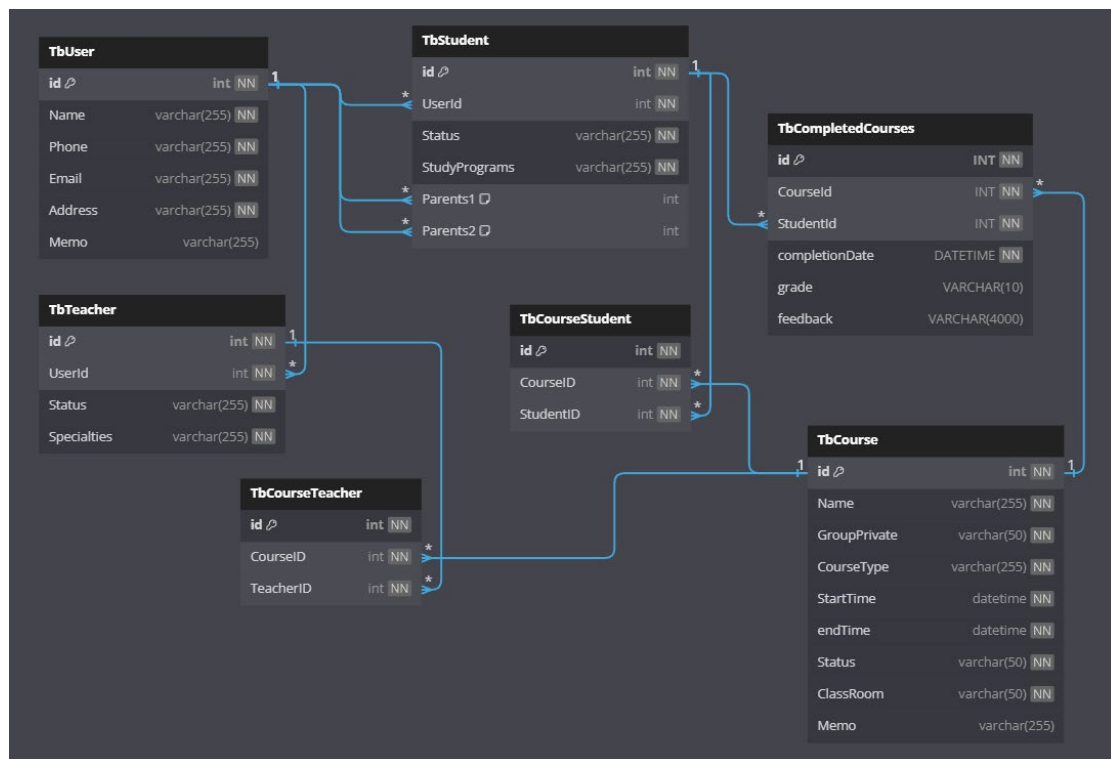 TbUser
id int NN
Name varchar(255) NN
Phone varchar(255) NN
Email varchar(255) NN
Address varchar(255) NN
Memo varchar(255)
1
TbStudent
id int NN
UserId int NN
Status varchar(255) NN
StudyPrograms varchar(255) NN
Parents1 int
Parents2 int
1
*
*
*
TbCompletedCourses
id INT NN
CourseId INT NN
StudentId INT NN
completionDate DATETIME NN
grade VARCHAR(10)
feedback VARCHAR(4000)
*
*
TbTeacher
id int NN
UserId int NN
Status varchar(255) NN
Specialties varchar(255) NN
1
*
TbCourseStudent
id int NN
CourseID int NN
StudentID int NN
*
*
TbCourseTeacher
id int NN
CourseID int NN
TeacherID int NN
*
*
TbCourse
1
id int NN
1
Name varchar(255) NN
GroupPrivate varchar(50) NN
CourseType varchar(255) NN
StartTime datetime NN
endTime datetime NN
Status varchar(50) NN
ClassRoom varchar(50) NN
Memo varchar(255)